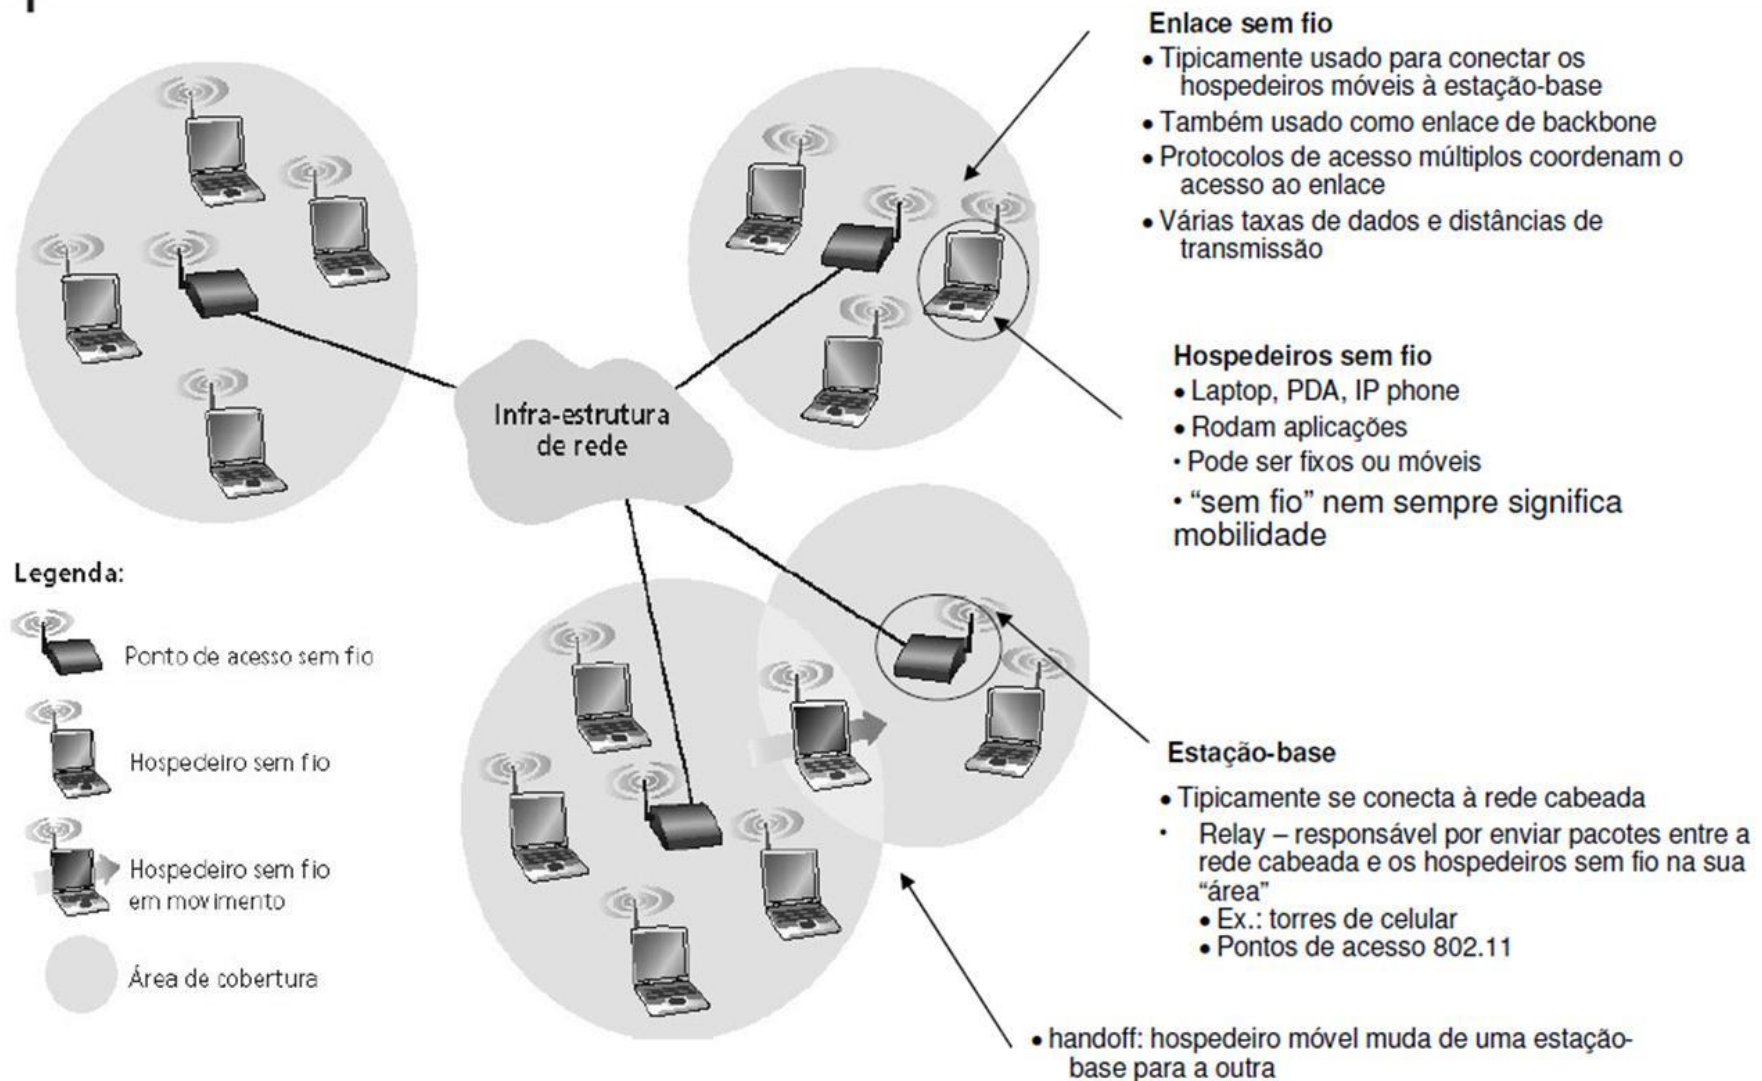 Enlace sem fio
• Tipicamente usado para conectar os
hospedeiros móveis à estação-base
• Também usado como enlace de backbone
• Protocolos de acesso múltiplos coordenam o
acesso ao enlace
• Várias taxas de dados e distâncias de
transmissão
Hospedeiros sem fio
• Laptop, PDA, IP phone
• Rodam aplicações
• Pode ser fixos ou móveis
• “sem fio” nem sempre significa
mobilidade
Infra-estrutura
de rede
Legenda:
Ponto de acesso sem fio
Hospedeiro sem fio
Hospedeiro sem fio
em movimento
Área de cobertura
Estação-base
• Tipicamente se conecta à rede cabeada
• Relay – responsável por enviar pacotes entre a
rede cabeada e os hospedeiros sem fio na sua
“área”
• Ex.: torres de celular
• Pontos de acesso 802.11
• handoff: hospedeiro móvel muda de uma estação-
base para a outra